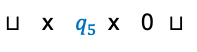 ⊔ x q₅ x 0 ⊔